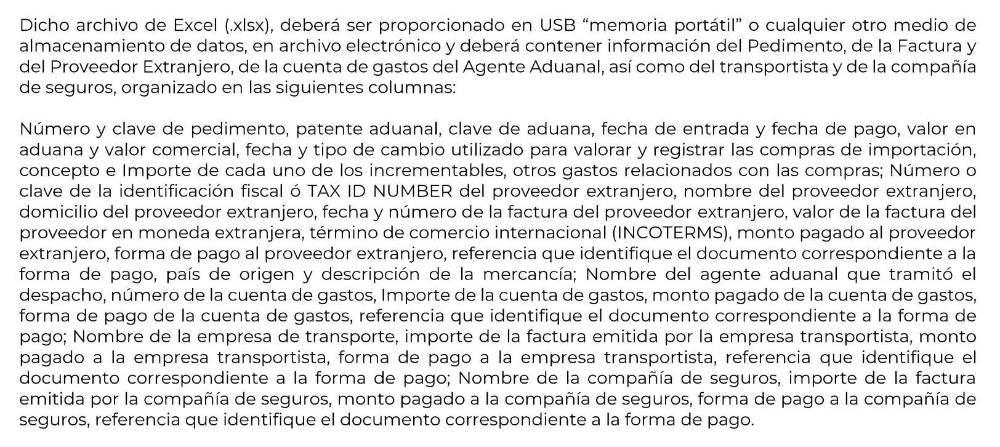 Dicho archivo de Excel (.xlsx), deberá ser proporcionado en USB “memoria portátil” o cualquier otro medio de
almacenamiento de datos, en archivo electrónico y deberá contener información del Pedimento, de la Factura y
del Proveedor Extranjero, de la cuenta de gastos del Agente Aduanal, así como del transportista y de la compañía
de seguros, organizado en las siguientes columnas:
Número y clave de pedimento, patente aduanal, clave de aduana, fecha de entrada y fecha de pago, valor en
aduana y valor comercial, fecha y tipo de cambio utilizado para valorar y registrar las compras de importación,
concepto e Importe de cada uno de los incrementables, otros gastos relacionados con las compras; Número o
clave de la identificación fiscal ó TAX ID NUMBER del proveedor extranjero, nombre del proveedor extranjero,
domicilio del proveedor extranjero, fecha y número de la factura del proveedor extranjero, valor de la factura del
proveedor en moneda extranjera, término de comercio internacional (INCOTERMS), monto pagado al proveedor
extranjero, forma de pago al proveedor extranjero, referencia que identifique el documento correspondiente a la
forma de pago, país de origen y descripción de la mercancía; Nombre del agente aduanal que tramitó el
despacho, número de la cuenta de gastos, Importe de la cuenta de gastos, monto pagado de la cuenta de gastos,
forma de pago de la cuenta de gastos, referencia que identifique el documento correspondiente a la forma de
pago; Nombre de la empresa de transporte, importe de la factura emitida por la empresa transportista, monto
pagado a la empresa transportista, forma de pago a la empresa transportista, referencia que identifique el
documento correspondiente a la forma de pago; Nombre de la compañía de seguros, importe de la factura
emitida por la compañía de seguros, monto pagado a la compañía de seguros, forma de pago a la compañía de
seguros, referencia que identifique el documento correspondiente a la forma de pago.